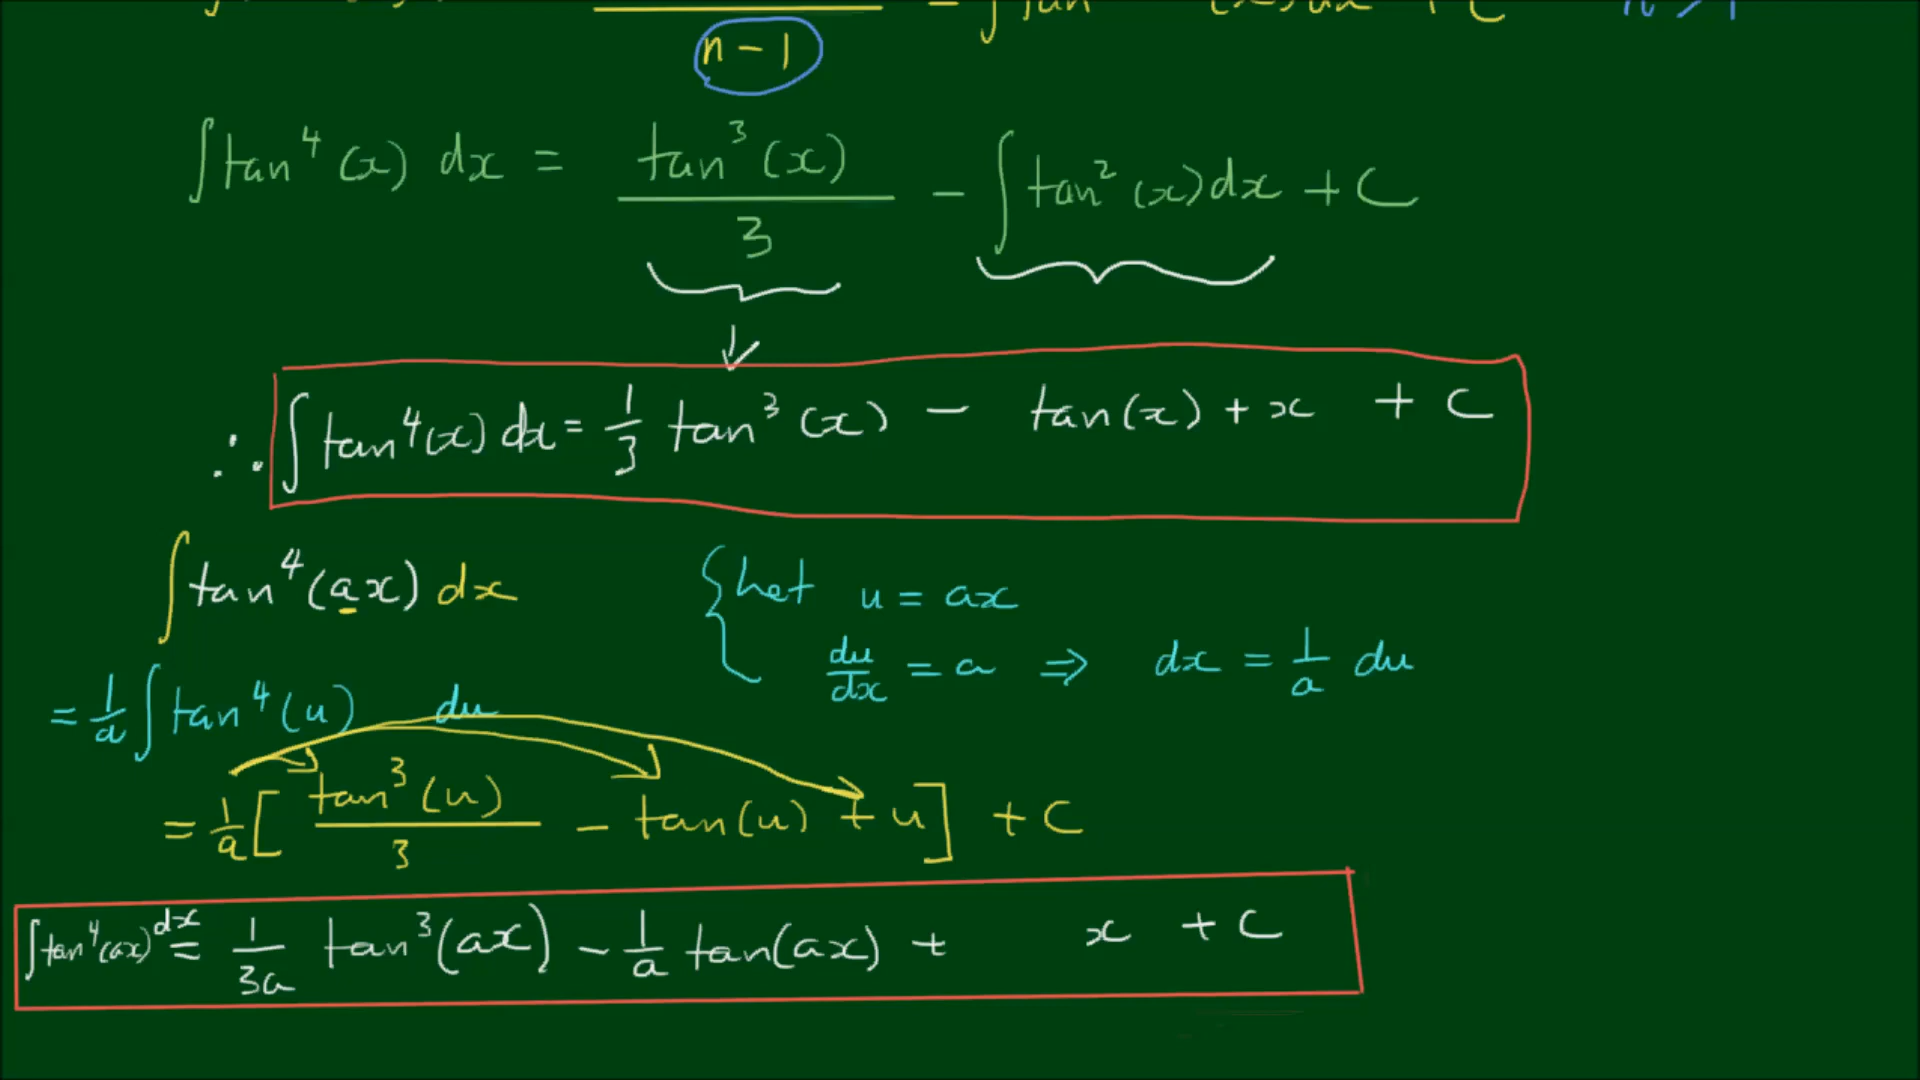 n − 1
∫tan⁴(x) dx = tan³(x)/3 − ∫tan²(x)dx + C
∴ ∫tan⁴(x) dx = 1/3 tan³(x) − tan(x) + x + C
∫tan⁴(ax) dx
{ Let u = ax
du/dx = a ⇒ dx = 1/a du
= 1/a ∫tan⁴(u) du
= 1/a [ tan³(u)/3 − tan(u) + u ] + C
∫tan⁴(ax) dx = 1/3a tan³(ax) − 1/a tan(ax) + x + C